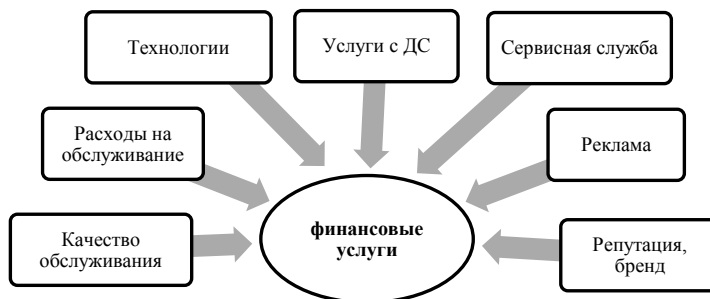 Технологии
Услуги с ДС
Сервисная служба
Расходы на
обслуживание
Реклама
финансовые
услуги
Качество
обслуживания
Репутация,
бренд